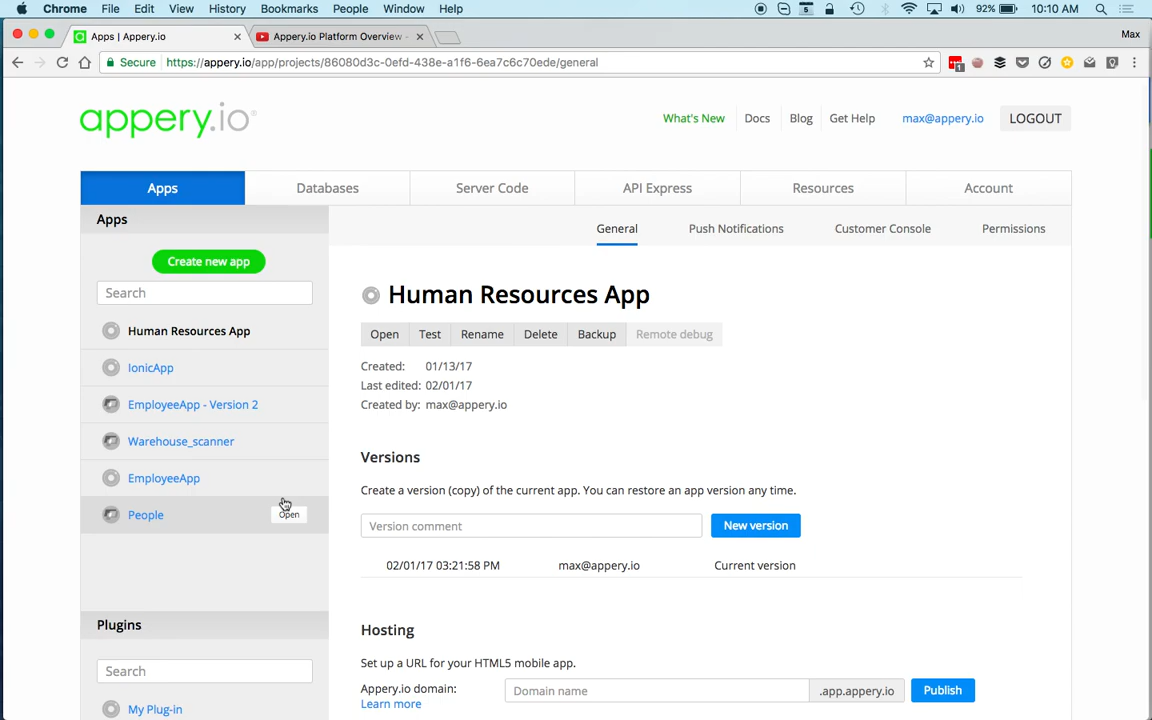 Chrome File Edit View History Bookmarks People Window Help 5 92% 10:10 AM
Apps | Appery.io Appery.io Platform Overview - Max
Secure https://appery.io/app/projects/86080d3c-0efd-438e-a1f6-6ea7c6c70ede/general 1
appery.io® What's New Docs Blog Get Help max@appery.io LOGOUT
Apps Databases Server Code API Express Resources Account
Apps
General Push Notifications Customer Console Permissions
Create new app
Search
Human Resources App
Open Test Rename Delete Backup Remote debug
Human Resources App
IonicApp
EmployeeApp - Version 2
Warehouse_scanner
EmployeeApp
People Open
Created: 01/13/17
Last edited: 02/01/17
Created by: max@appery.io
Versions
Create a version (copy) of the current app. You can restore an app version any time.
Version comment New version
02/01/17 03:21:58 PM max@appery.io Current version
Plugins
Search
My Plug-in
Hosting
Set up a URL for your HTML5 mobile app.
Appery.io domain: Domain name .app.appery.io Publish
Learn more